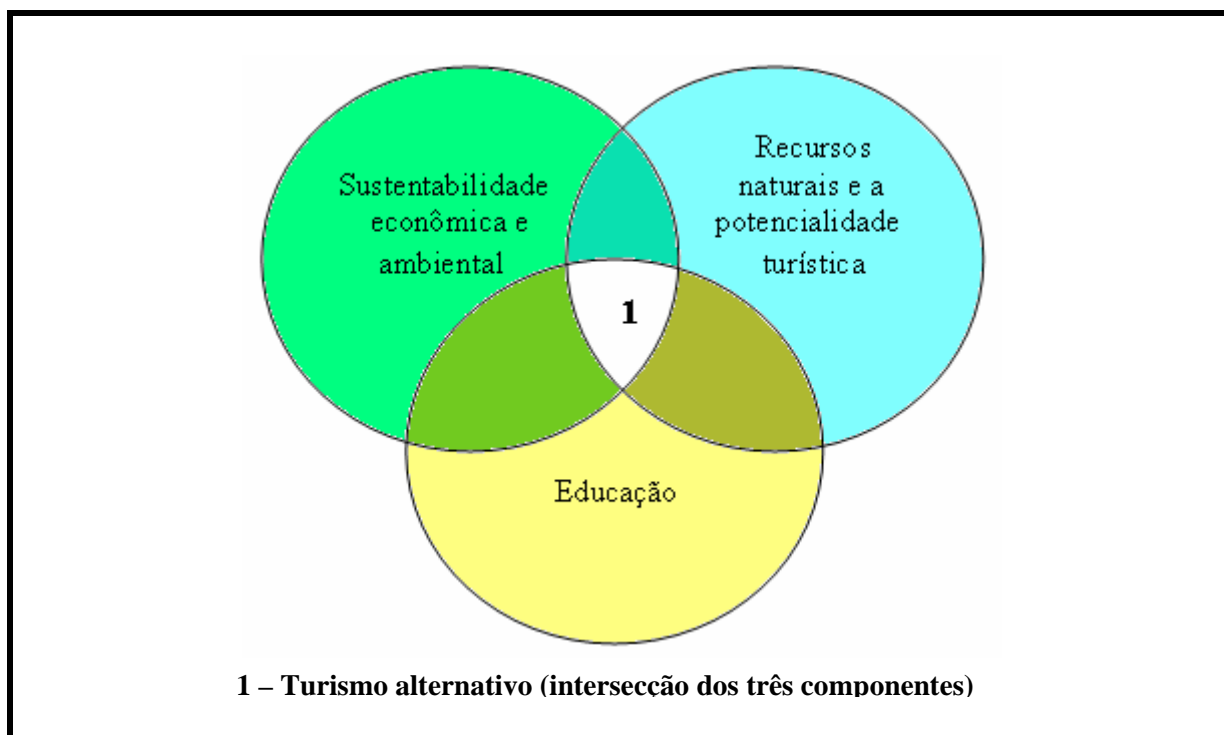 Sustentabilidade
econômica e
ambiental
Recursos
naturais e a
potencialidade
turística
1
Educação
1 – Turismo alternativo (intersecção dos três componentes)